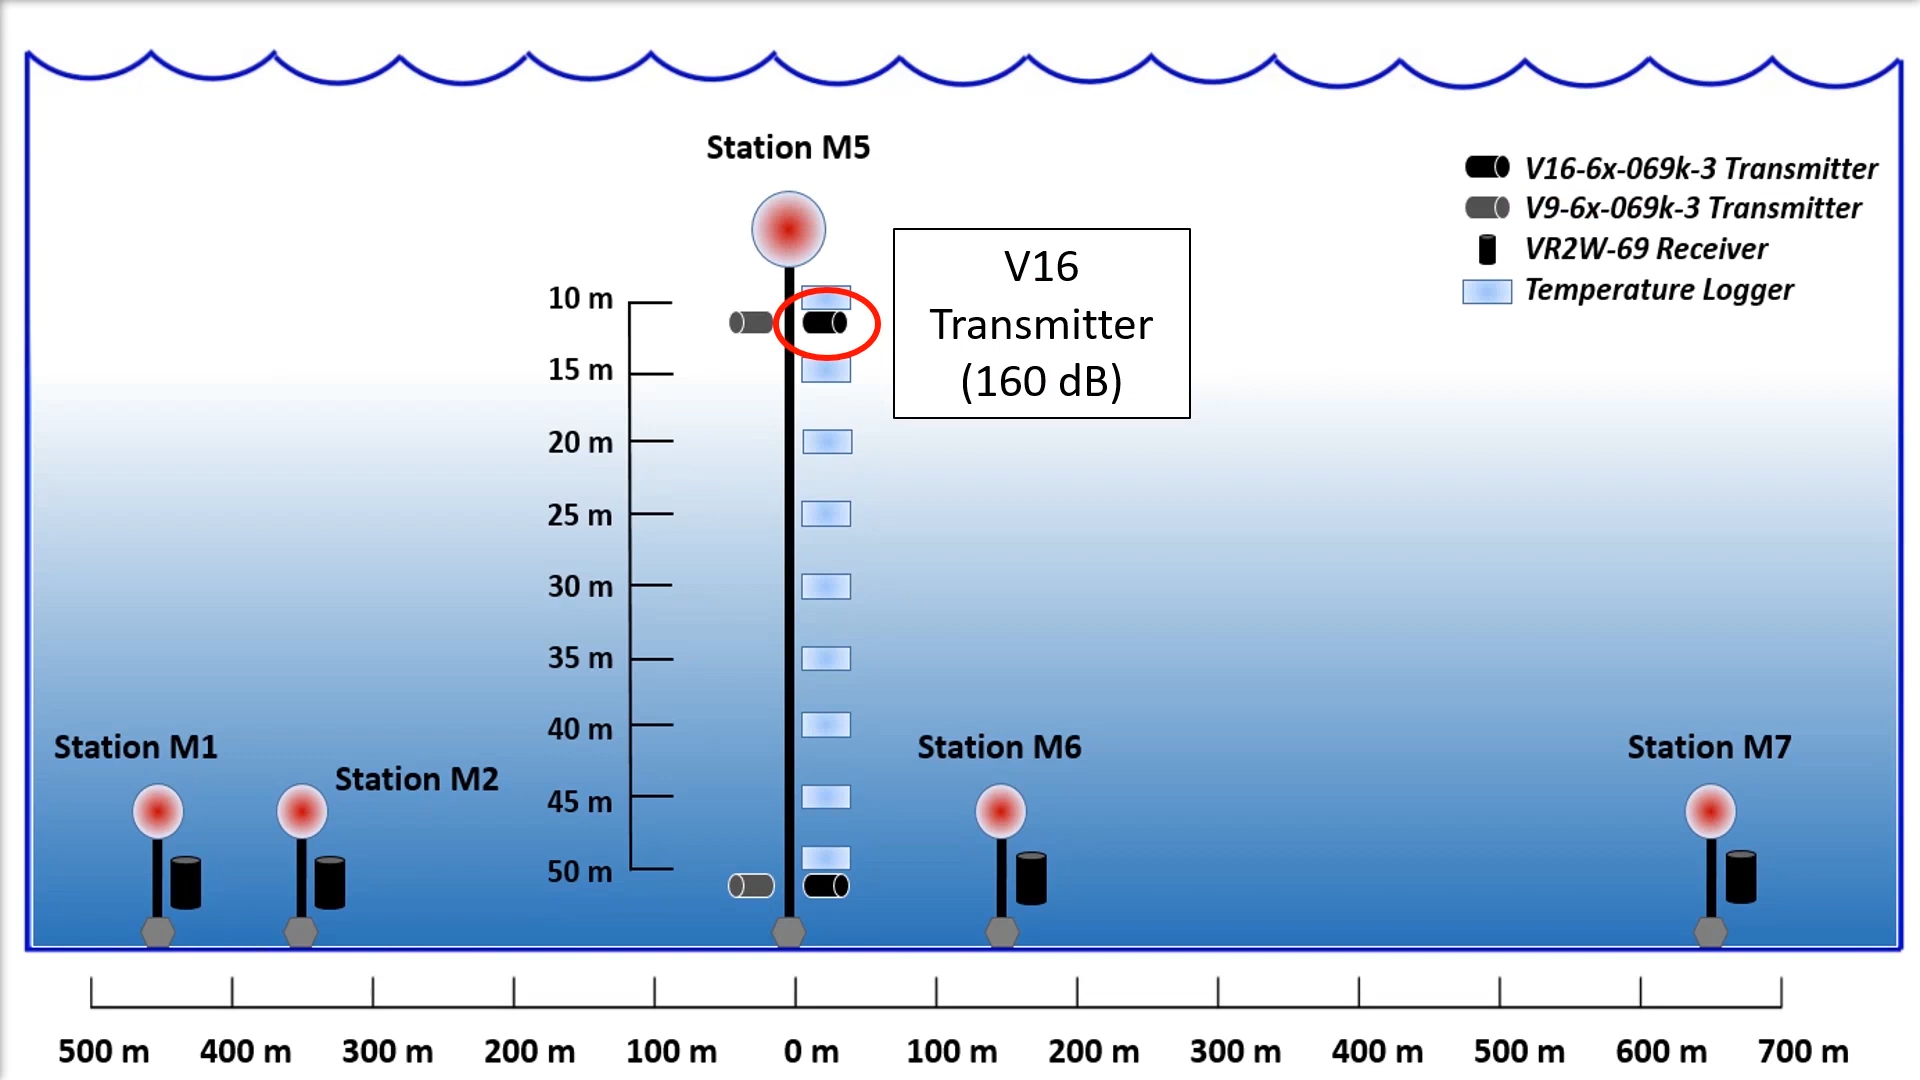 Station M5
V16-6x-069k-3 Transmitter
V9-6x-069k-3 Transmitter
VR2W-69 Receiver
Temperature Logger
V16
Transmitter
(160 dB)
10 m
15 m
20 m
25 m
30 m
35 m
40 m
45 m
50 m
Station M1
Station M2
Station M6
Station M7
500 m 400 m 300 m 200 m 100 m 0 m 100 m 200 m 300 m 400 m 500 m 600 m 700 m